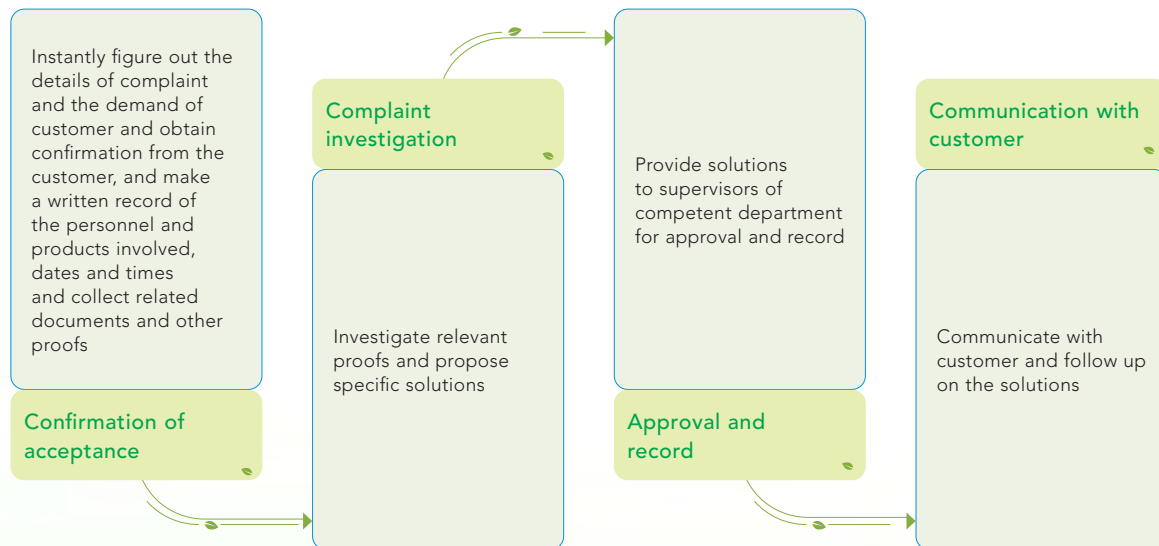 Instantly figure out the
details of complaint
and the demand of
customer and obtain
confirmation from the
customer, and make
a written record of
the personnel and
products involved,
dates and times
and collect related
documents and other
proofs
Confirmation of
acceptance
Complaint
investigation
Investigate relevant
proofs and propose
specific solutions
Provide solutions
to supervisors of
competent department
for approval and record
Approval and
record
Communication with
customer
Communicate with
customer and follow up
on the solutions